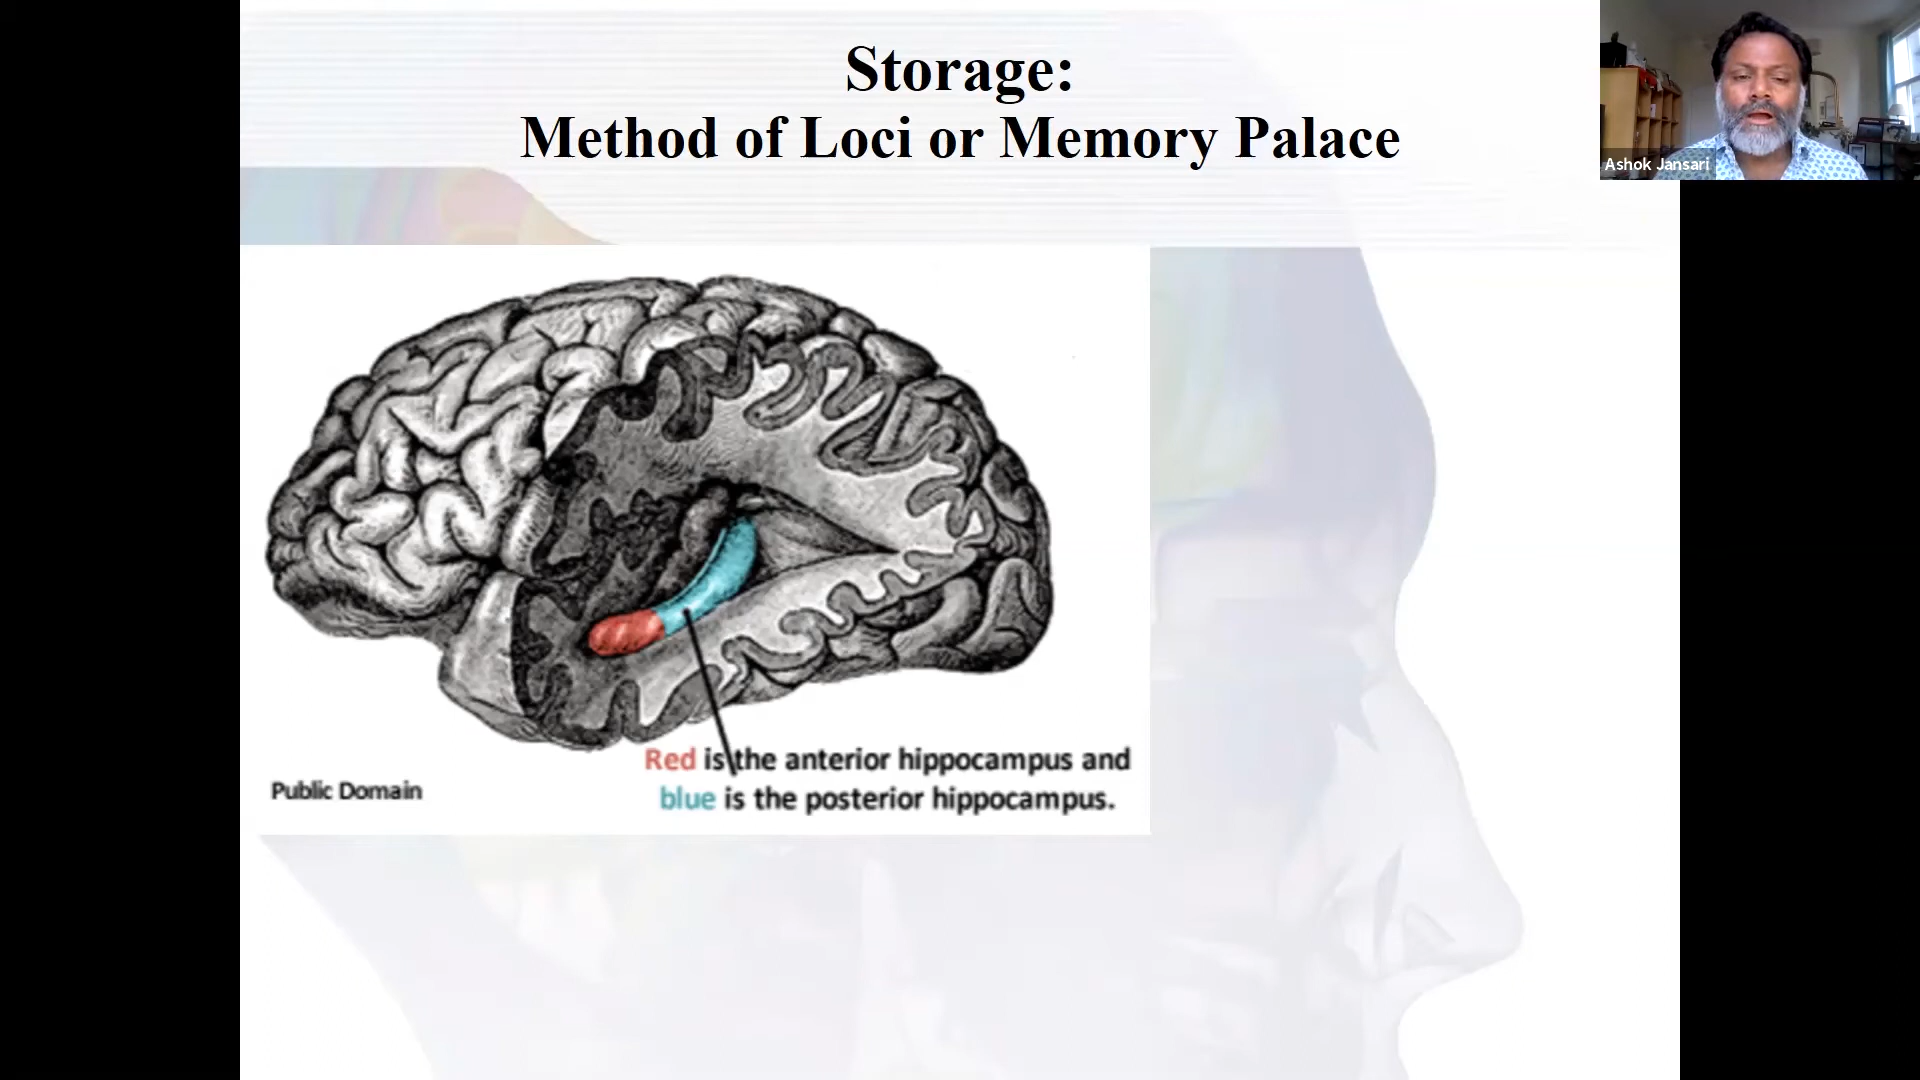 Storage:
Method of Loci or Memory Palace
Ashok Jansari
Red is the anterior hippocampus and
blue is the posterior hippocampus.
Public Domain